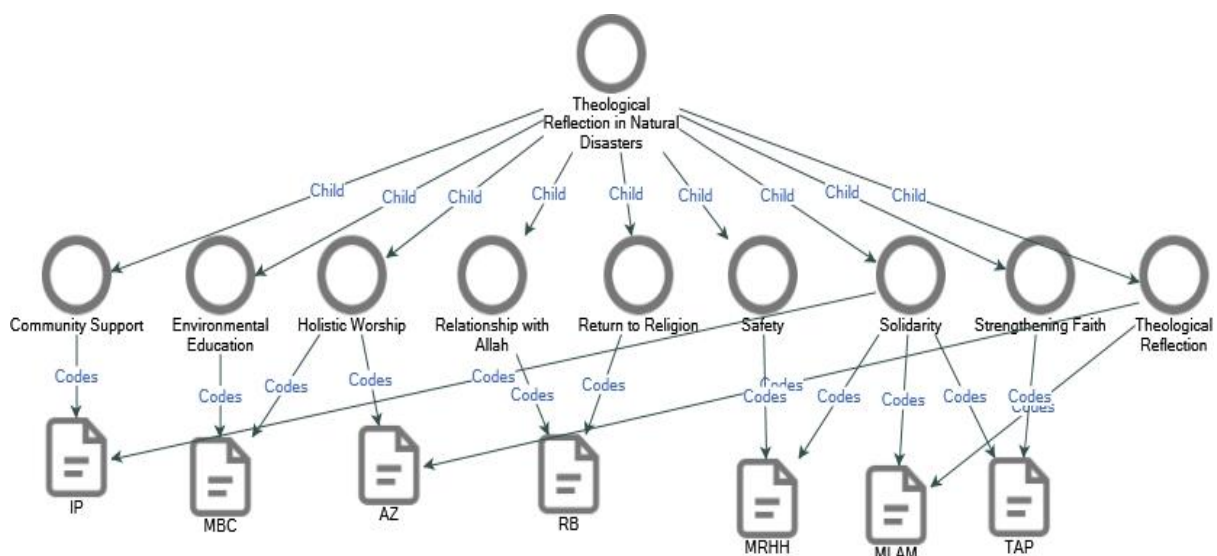 Theological
Reflection in Natural
Disasters
Child
Child
Child
Child
Child
Child
Child
Child
Child
Community Support
Environmental
Education
Holistic Worship
Relationship with
Allah
Return to Religion
Safety
Solidarity
Strengthening Faith
Theological
Reflection
Codes
Codes
Codes
Codes
Codes
Codes
Codes
Codes
Codes
Codes
Codes
Codes
Codes
Codes
IP
MBC
AZ
RB
MRHH
MLAM
TAP